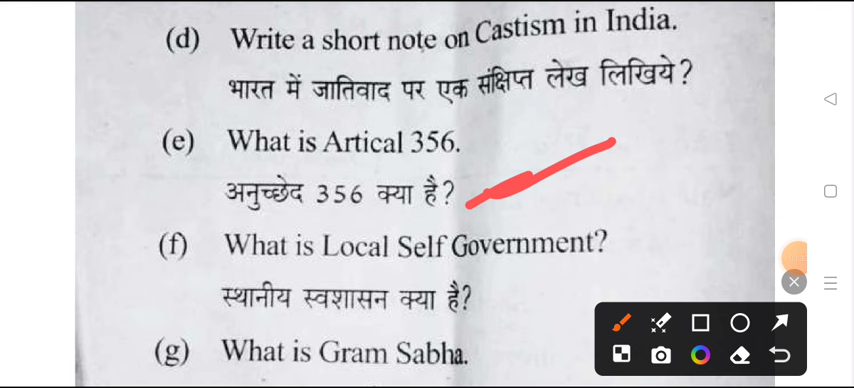 (d) Write a short note on Castism in India.
भारत में जातिवाद पर एक संक्षिप्त लेख लिखिये?
(e) What is Artical 356.
अनुच्छेद 356 क्या है?
(f) What is Local Self Government?
स्थानीय स्वशासन क्या है?
(g) What is Gram Sabha.